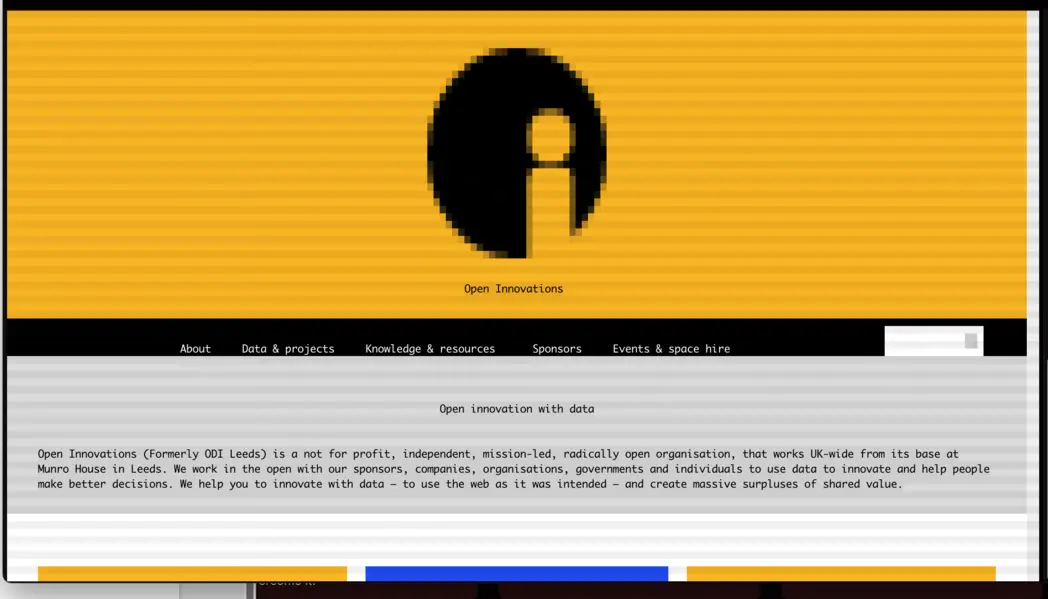 Open Innovations
About Data & projects Knowledge & resources Sponsors Events & space hire
Open innovation with data
Open Innovations (Formerly ODI Leeds) is a not for profit, independent, mission-led, radically open organisation, that works UK-wide from its base at
Munro House in Leeds. We work in the open with our sponsors, companies, organisations, governments and individuals to use data to innovate and help people
make better decisions. We help you to innovate with data – to use the web as it was intended – and create massive surpluses of shared value.